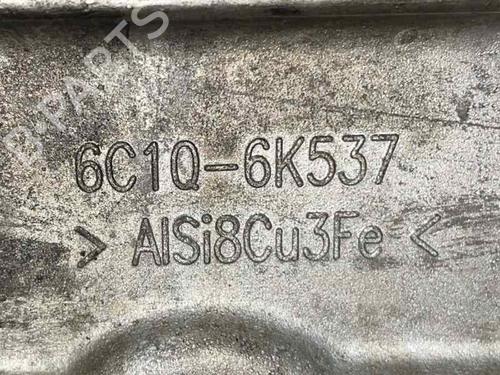 B-PARTS
6C1Q-6K537
> AlSi8Cu3Fe <